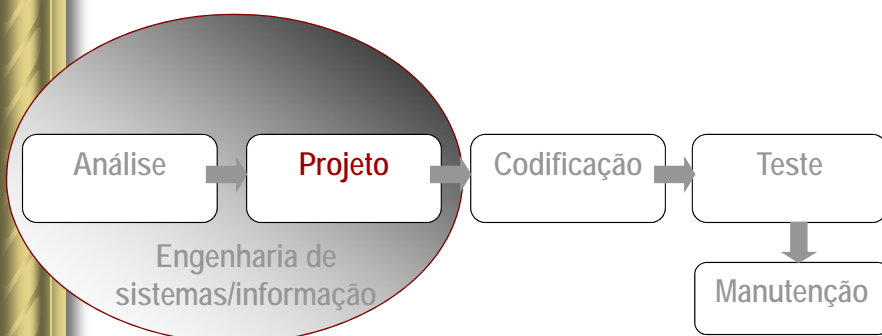 Análise
Projeto
Codificação
Teste
Engenharia de
sistemas/informação
Manutenção